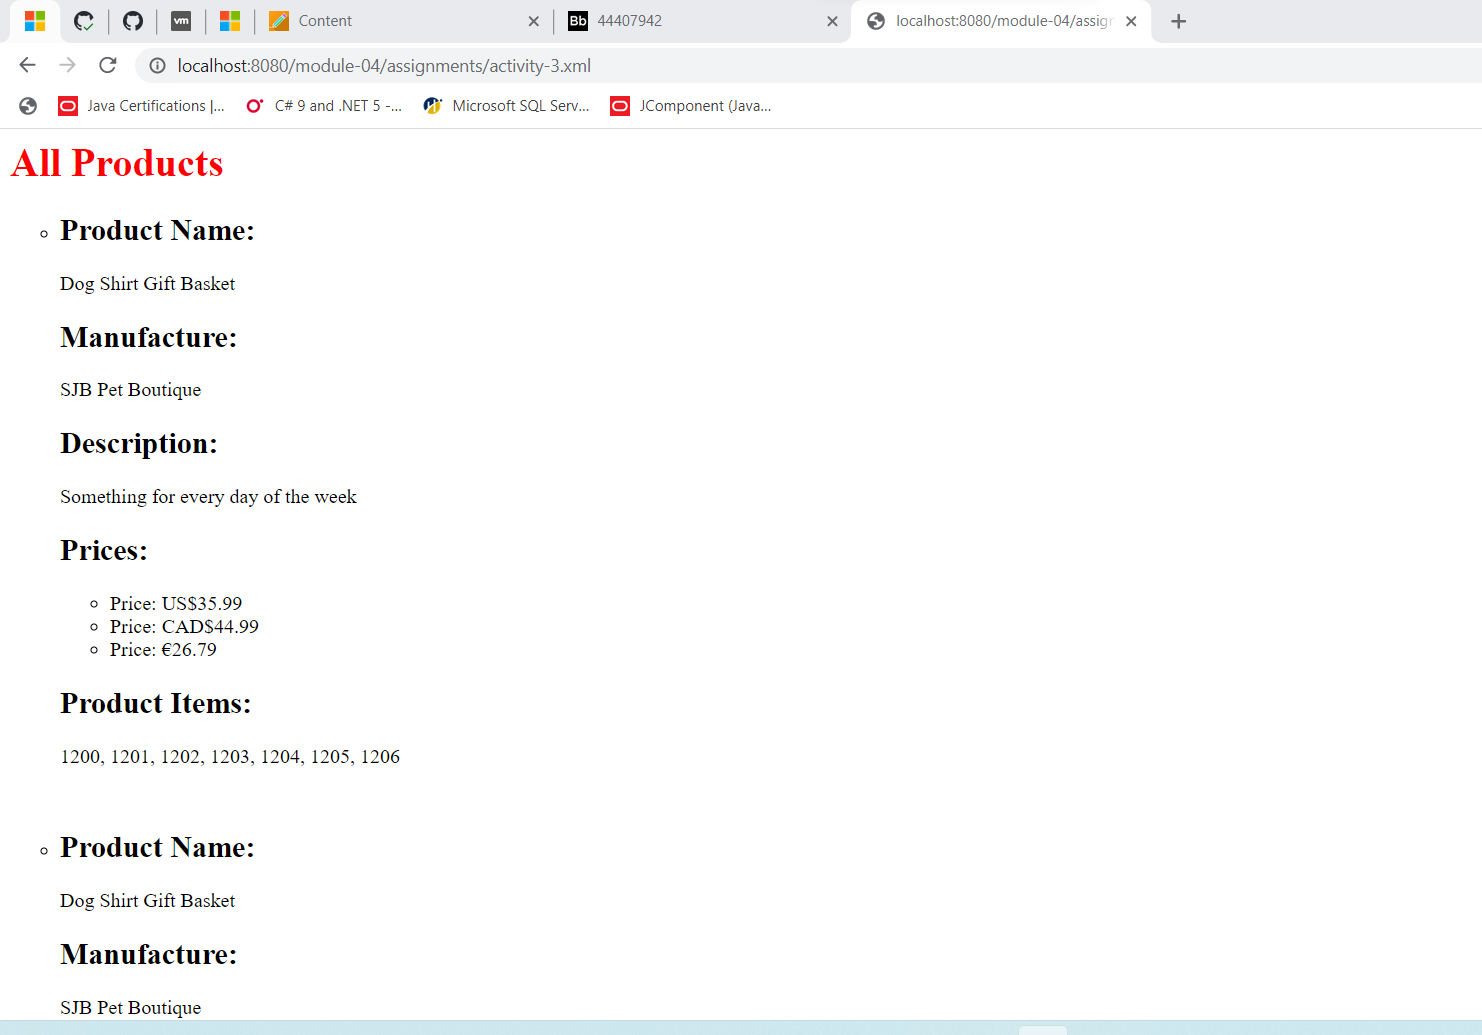 vm
Content
Bb 44407942
localhost:8080/module-04/assign
localhost:8080/module-04/assignments/activity-3.xml
Java Certifications |...
C# 9 and .NET 5 -...
Microsoft SQL Serv...
JComponent (Java...
All Products
Product Name:
Dog Shirt Gift Basket
Manufacture:
SJB Pet Boutique
Description:
Something for every day of the week
Prices:
Price: US$35.99
Price: CAD$44.99
Price: €26.79
Product Items:
1200, 1201, 1202, 1203, 1204, 1205, 1206
Product Name:
Dog Shirt Gift Basket
Manufacture:
SJB Pet Boutique